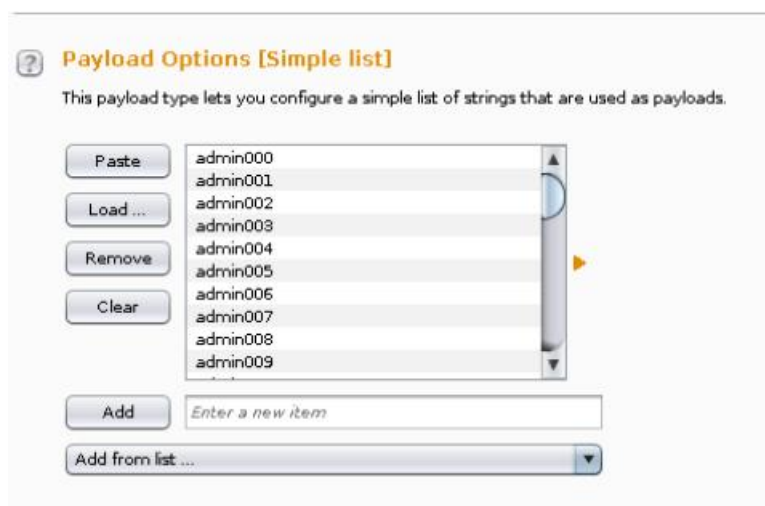 ?
Payload Options [Simple list]
This payload type lets you configure a simple list of strings that are used as payloads.
Paste
Load ...
Remove
Clear
admin000
admin001
admin002
admin003
admin004
admin005
admin006
admin007
admin008
admin009
Add
Enter a new item
Add from list ...